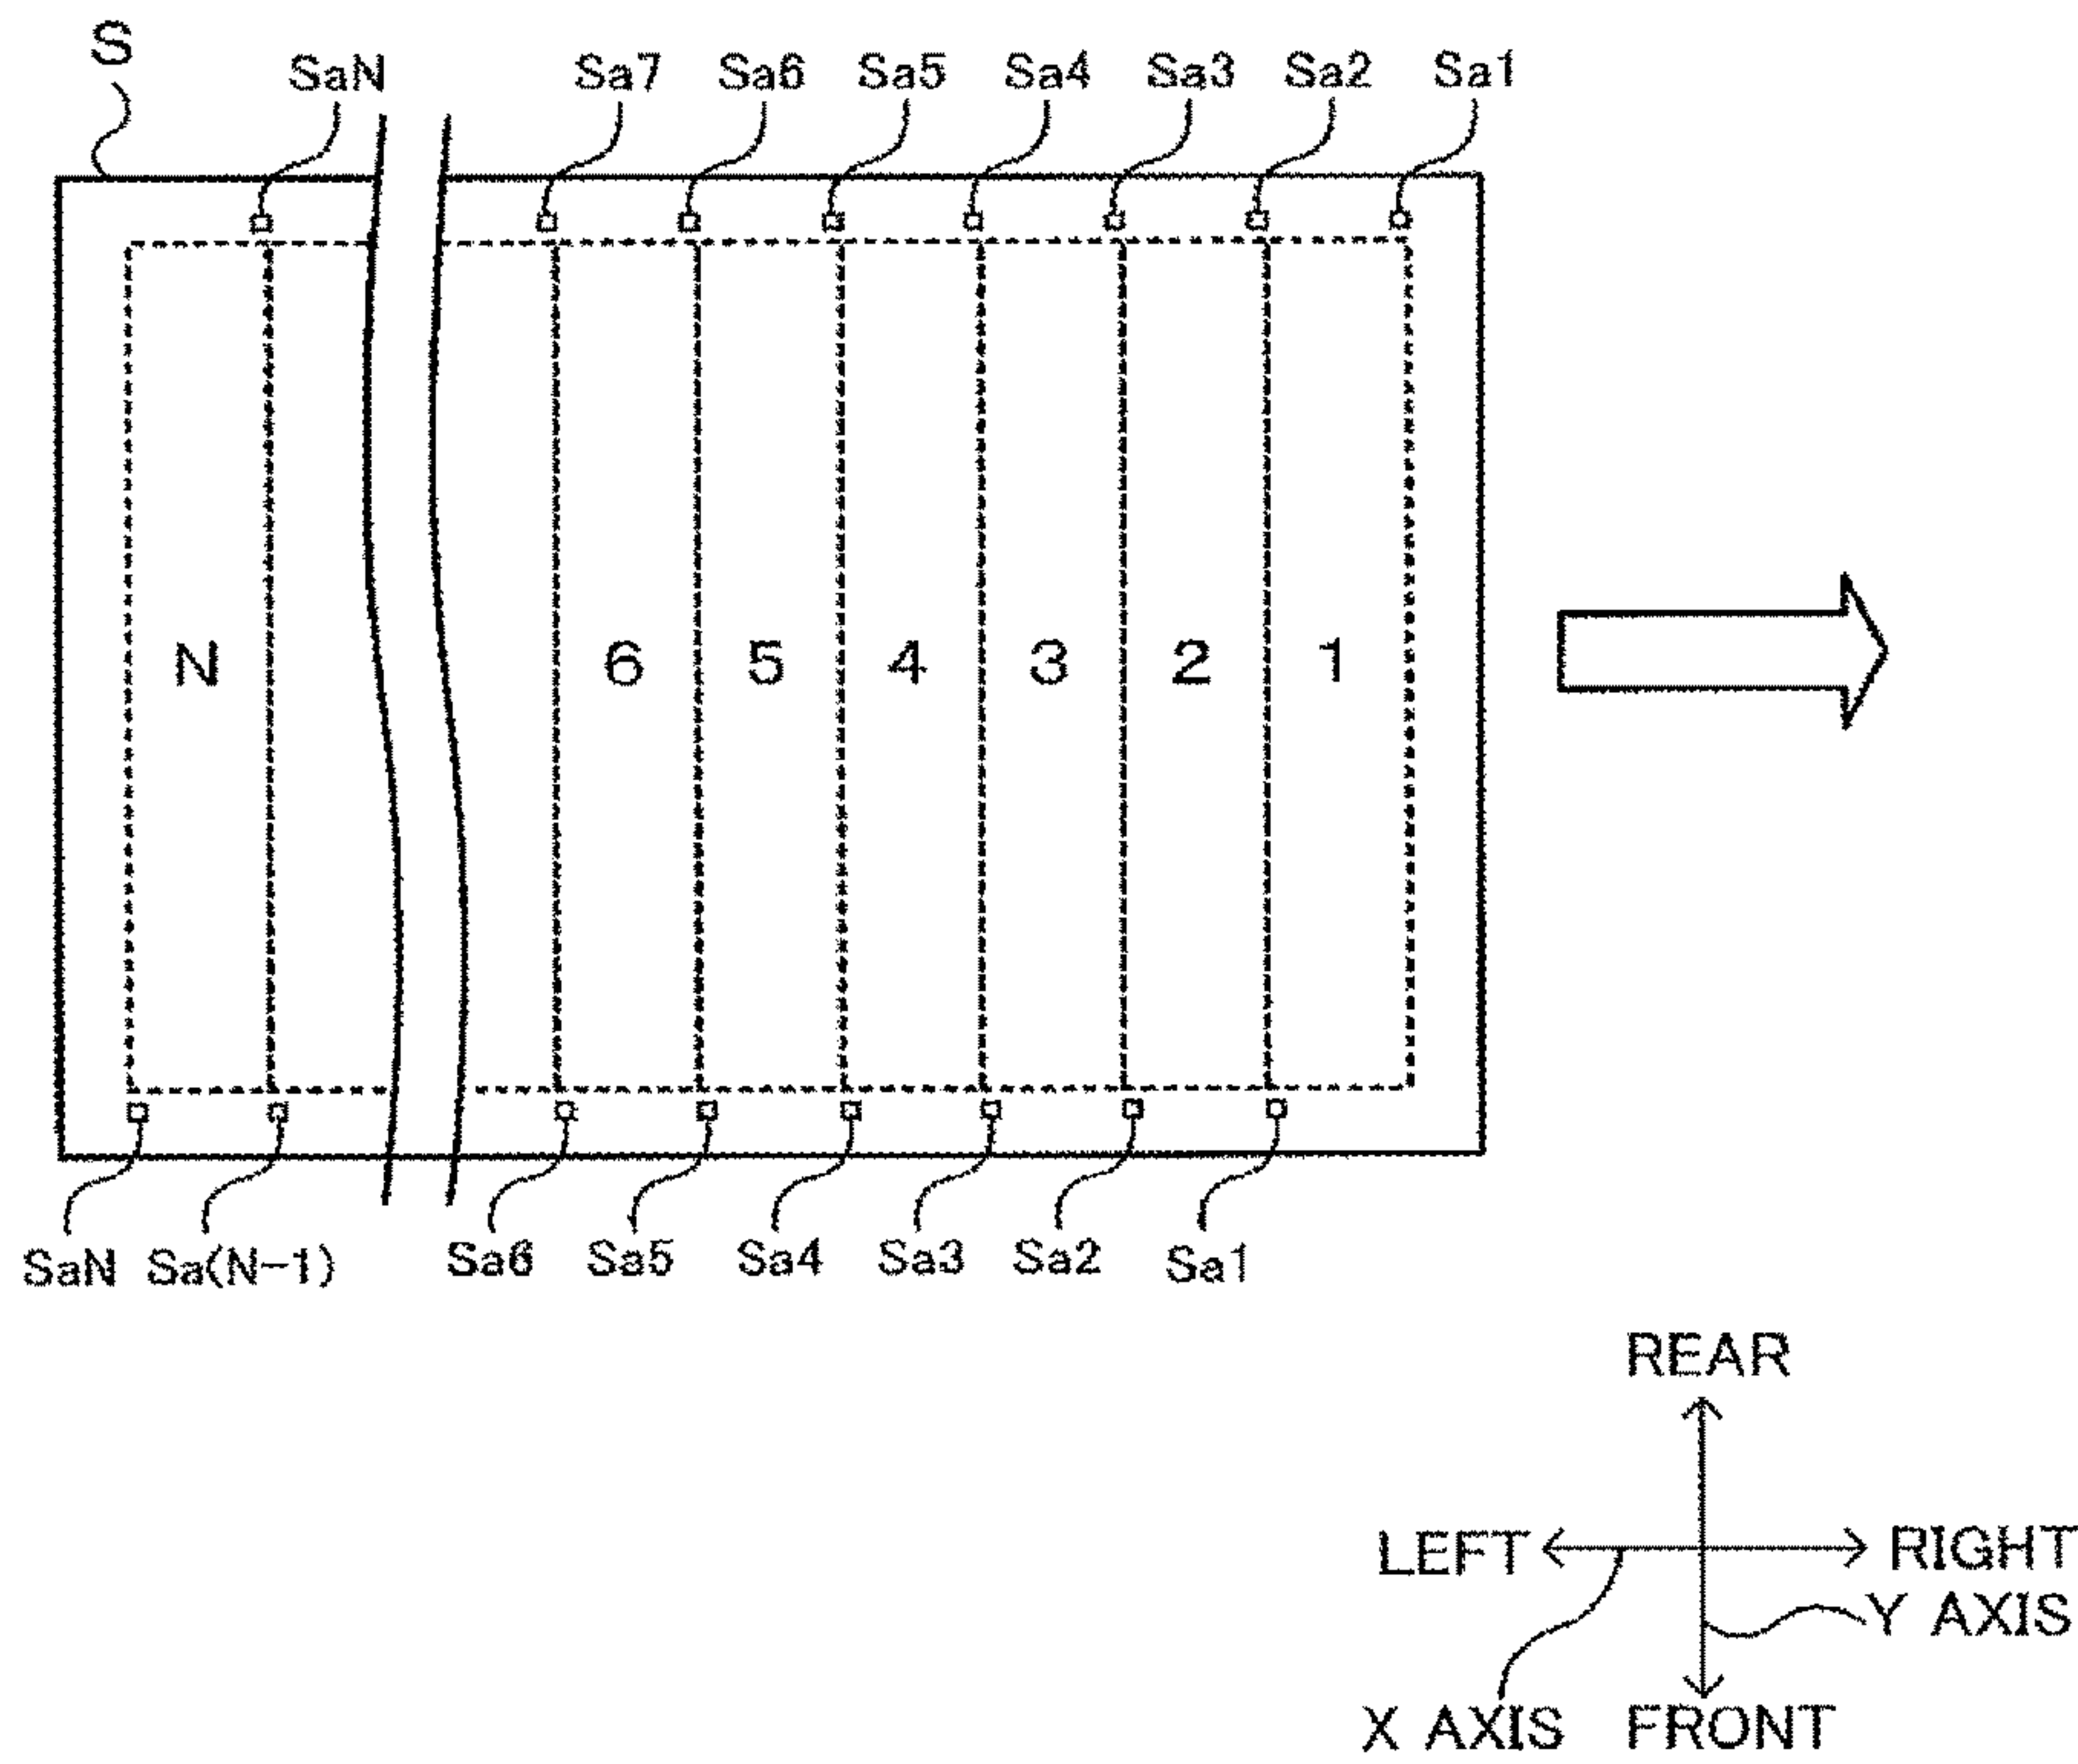 S
SaN Sa7 Sa6 Sa5 Sa4 Sa3 Sa2 Sa1
N 6 5 4 3 2 1
SaN Sa(N-1) Sa6 Sa5 Sa4 Sa3 Sa2 Sa1
REAR
LEFT RIGHT
Y AXIS
X AXIS FRONT